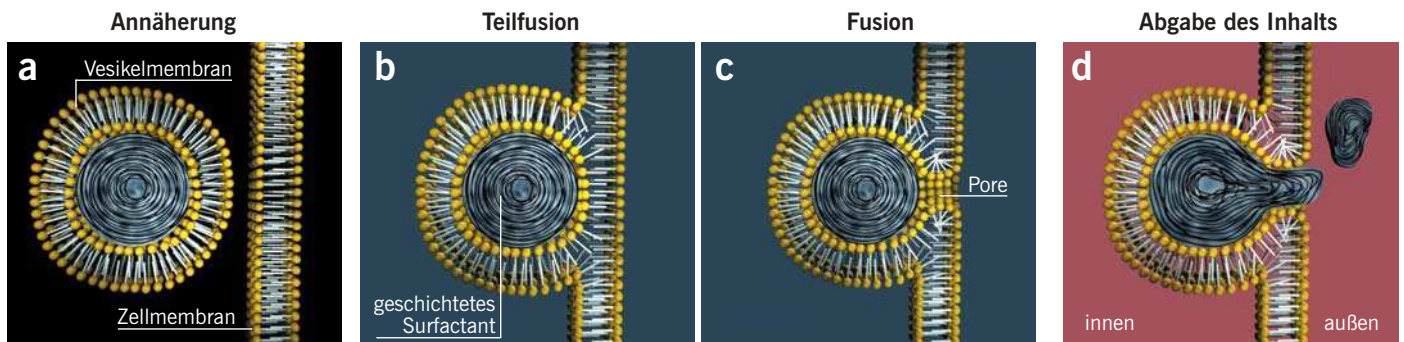 Annäherung
Teilfusion
Fusion
Abgabe des Inhalts
a
Vesikelmembran
Zellmembran
b
geschichtetes
Surfactant
c
Pore
d
innen
außen